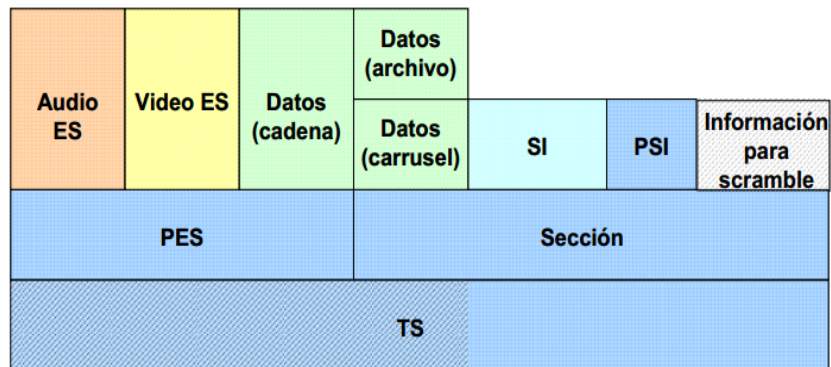 Audio
ES
Video ES
Datos
(cadena)
Datos
(archivo)
Datos
(carrusel)
SI
PSI
Información
para
scramble
PES
Sección
TS